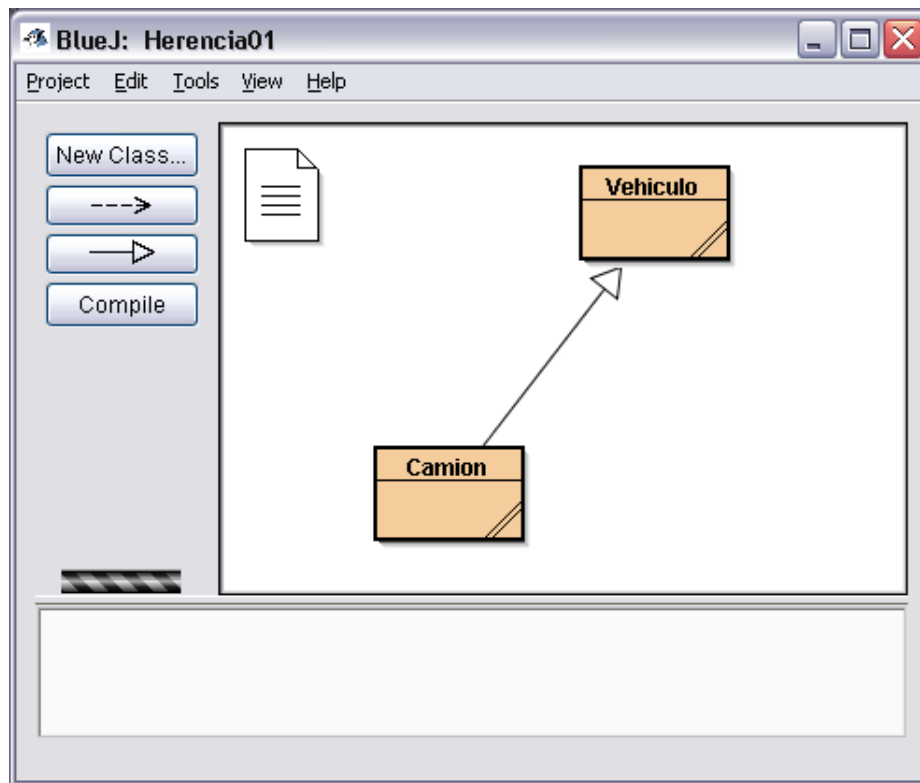 BlueJ: Herencia01
Project Edit Tools View Help
New Class...
Compile
Vehiculo
Camion